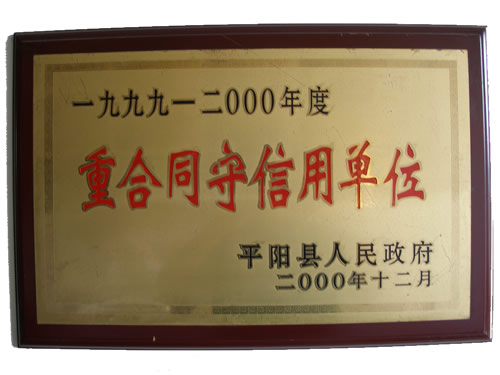 一九九九一二000年度
重合同守信用单位
平阳县人民政府
二000年十二月